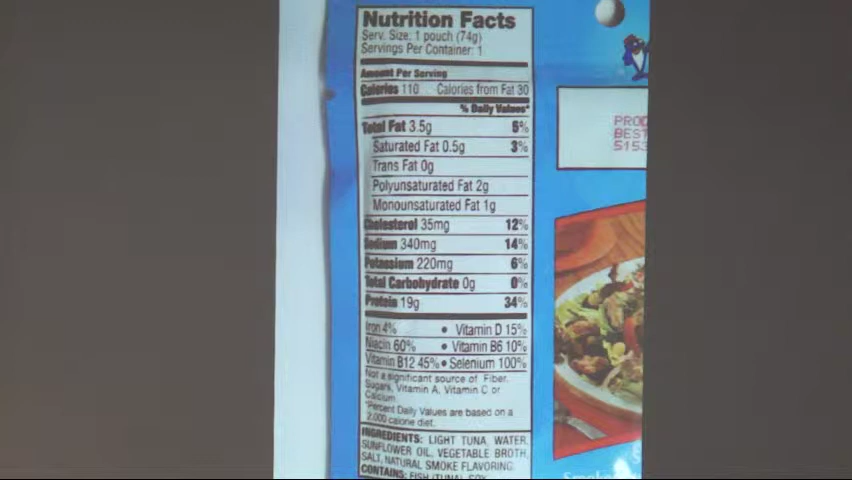 Nutrition Facts
Serv. Size: 1 pouch (74g)
Servings Per Container: 1
Amount Per Serving
Calories 110 Calories from Fat 30
% Daily Values*
Total Fat 3.5g 5%
Saturated Fat 0.5g 3%
Trans Fat 0g
Polyunsaturated Fat 2g
Monounsaturated Fat 1g
Cholesterol 35mg 12%
Sodium 340mg 14%
Potassium 220mg 6%
Total Carbohydrate 0g 0%
Protein 19g 34%
Iron 4% • Vitamin D 15%
Niacin 60% • Vitamin B6 10%
Vitamin B12 45% • Selenium 100%
Not a significant source of Fiber,
Sugars, Vitamin A, Vitamin C or
Calcium
*Percent Daily Values are based on a
2,000 calorie diet.
INGREDIENTS: LIGHT TUNA, WATER,
SUNFLOWER OIL, VEGETABLE BROTH,
SALT, NATURAL SMOKE FLAVORING.
CONTAINS: FISH (TUNA), SOY
PROD
BEST
5153